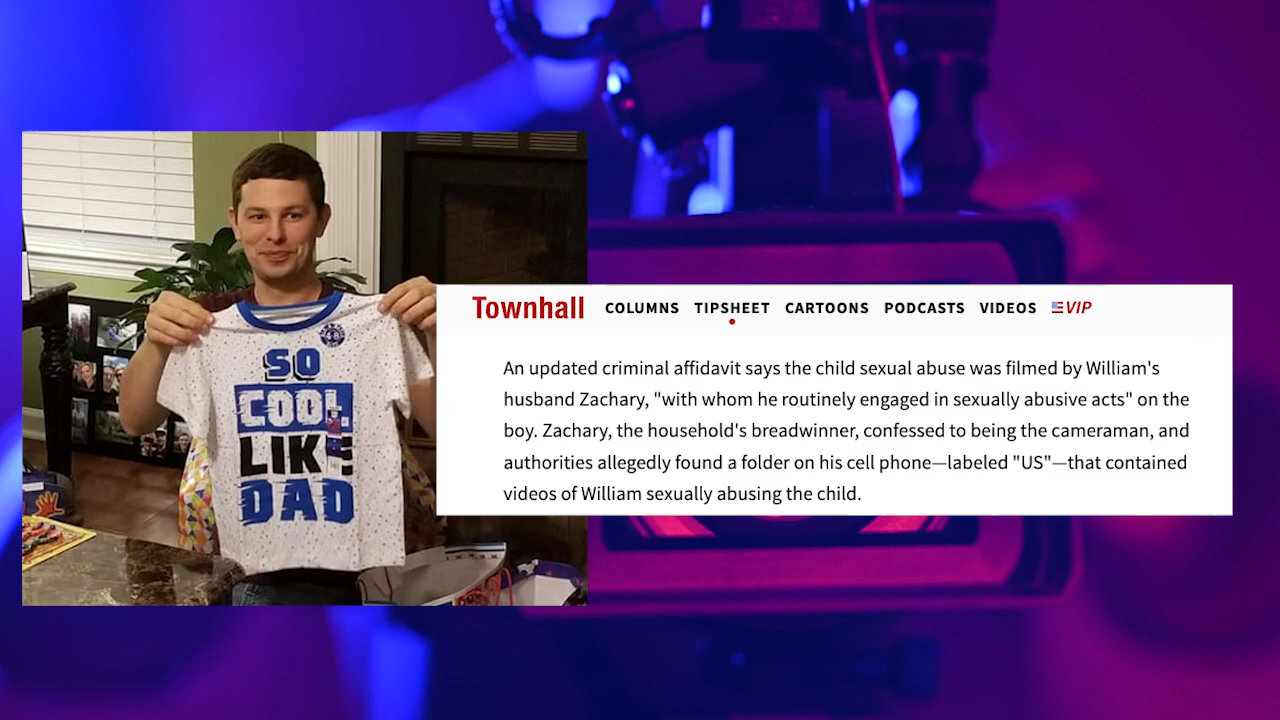 SO
COOL
LIKE
DAD
Townhall COLUMNS TIPSHEET CARTOONS PODCASTS VIDEOS VIP
An updated criminal affidavit says the child sexual abuse was filmed by William's
husband Zachary, "with whom he routinely engaged in sexually abusive acts" on the
boy. Zachary, the household's breadwinner, confessed to being the cameraman, and
authorities allegedly found a folder on his cell phone—labeled "US"—that contained
videos of William sexually abusing the child.